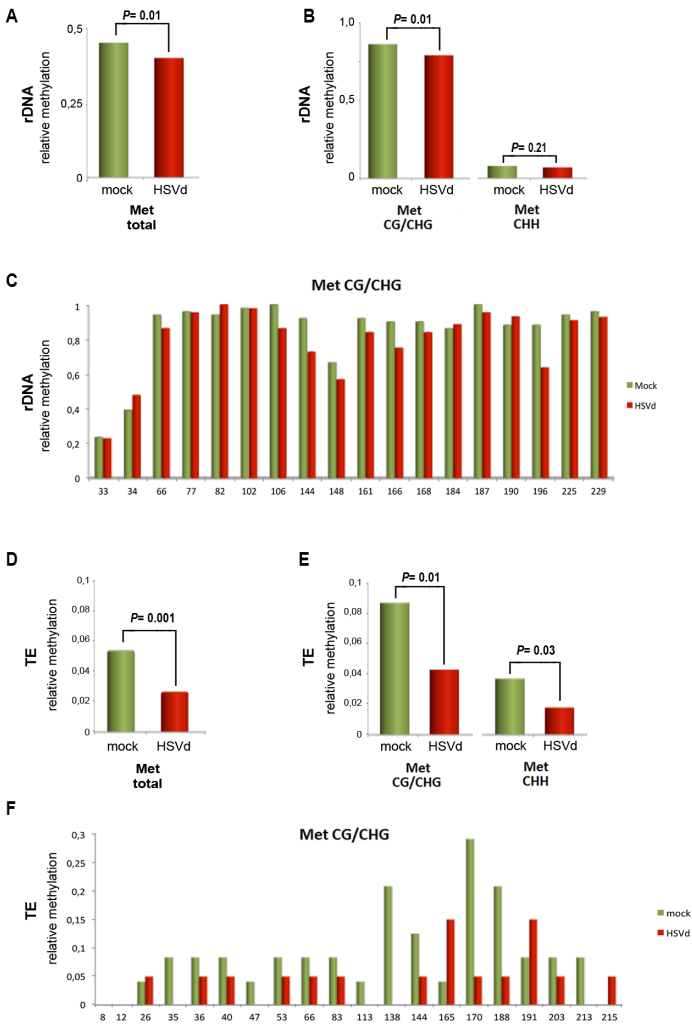 A
P= 0.01
0,5
0,25
0
rDNA
relative methylation
mock HSVd
Met
total
B
P= 0.01
1,0
0,5
0
rDNA
relative methylation
P= 0.21
mock HSVd mock HSVd
Met
CG/CHG
Met
CHH
C
Met CG/CHG
1
0,8
0,6
0,4
0,2
0
rDNA
relative methylation
Mock
HSVd
33 34 66 77 82 102 106 144 148 161 166 168 184 187 190 196 225 229
D
0,1
0,08
0,06
0,04
0,02
0
TE
relative methylation
P= 0.001
mock HSVd
Met
total
E
0,1
0,08
0,06
0,04
0,02
0
TE
relative methylation
P= 0.01
P= 0.03
mock HSVd mock HSVd
Met
CG/CHG
Met
CHH
F
Met CG/CHG
0,3
0,25
0,2
0,15
0,1
0,05
0
TE
relative methylation
mock
HSVd
8 12 26 35 36 40 47 53 66 83 113 138 144 165 170 188 191 203 213 215